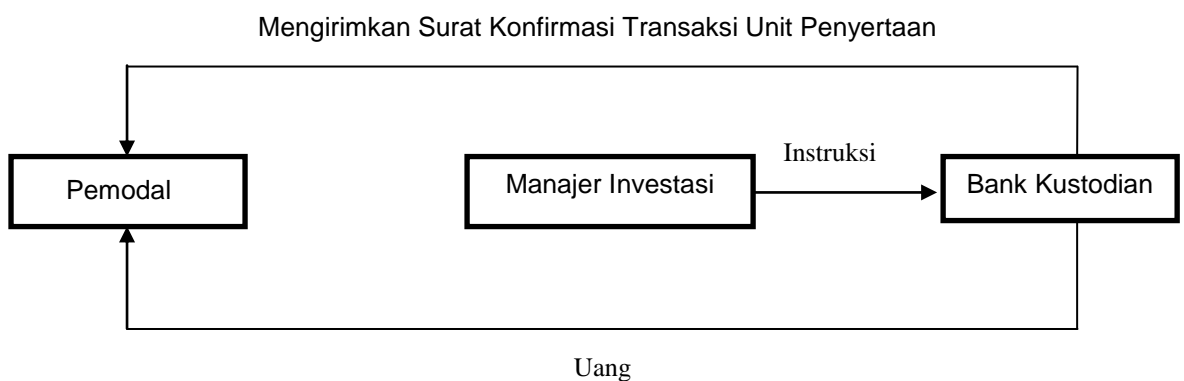 Mengirimkan Surat Konfirmasi Transaksi Unit Penyertaan
Instruksi
Pemodal
Manajer Investasi
Bank Kustodian
Uang